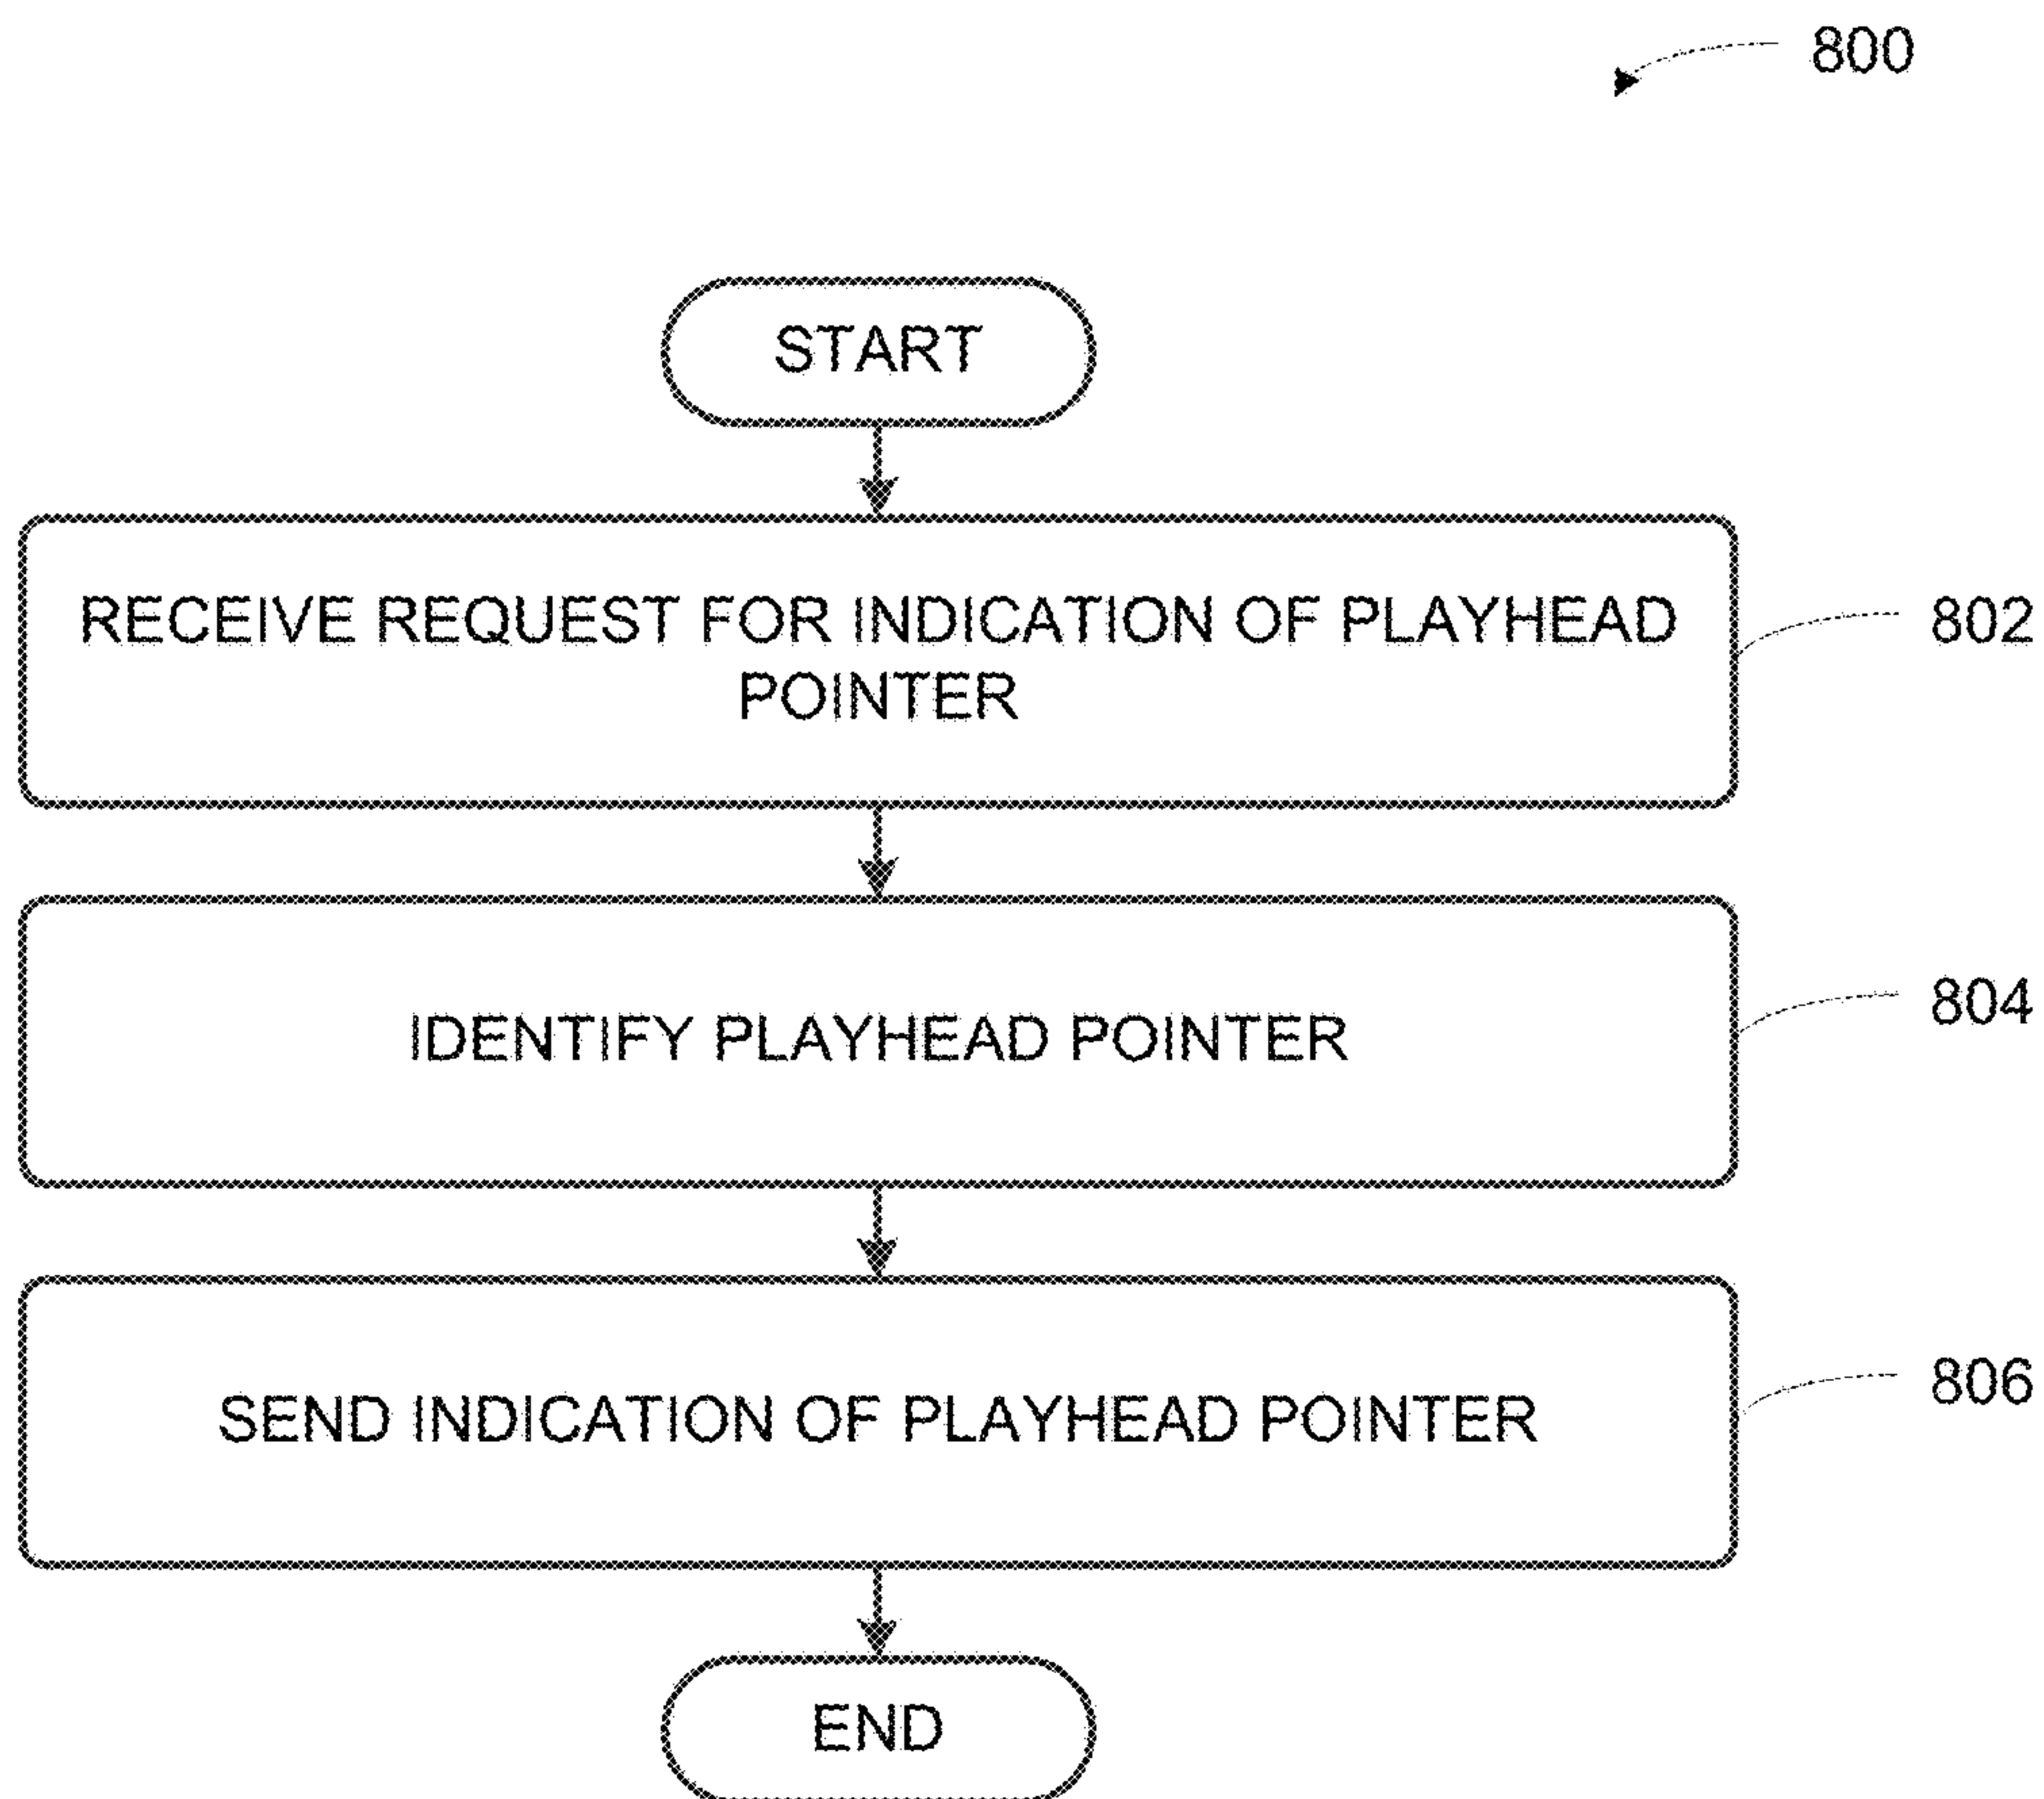 800
START
RECEIVE REQUEST FOR INDICATION OF PLAYHEAD
POINTER
802
IDENTIFY PLAYHEAD POINTER
804
SEND INDICATION OF PLAYHEAD POINTER
806
END